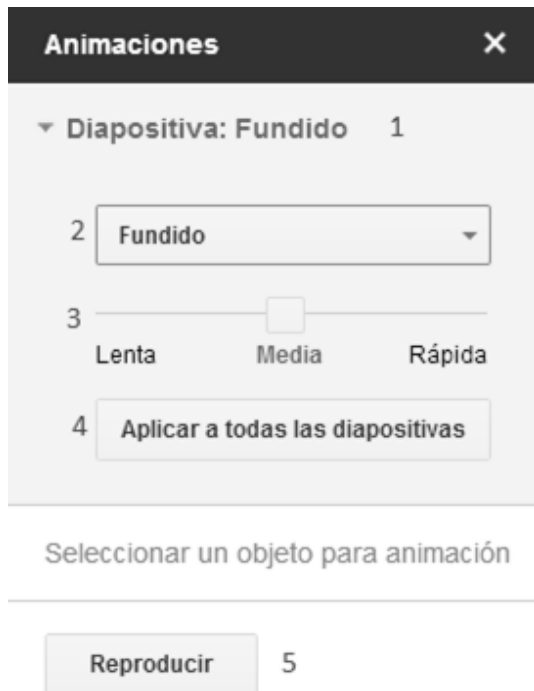 Animaciones ×
Diapositiva: Fundido 1
2 Fundido
3
Lenta Media Rápida
4 Aplicar a todas las diapositivas
Seleccionar un objeto para animación
Reproducir 5